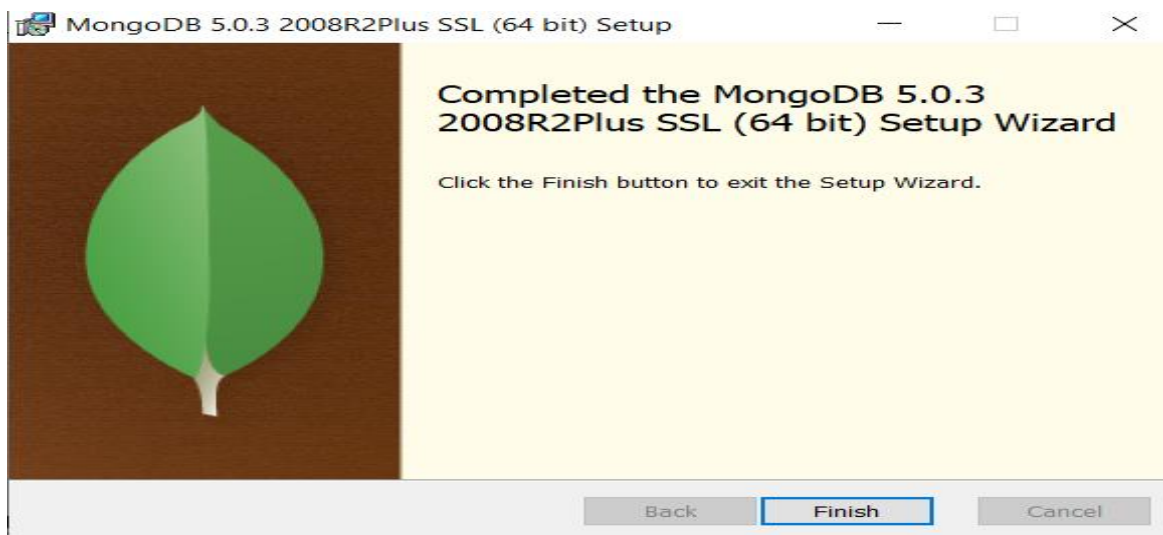 MongoDB 5.0.3 2008R2Plus SSL (64 bit) Setup
Completed the MongoDB 5.0.3
2008R2Plus SSL (64 bit) Setup Wizard
Click the Finish button to exit the Setup Wizard.
Back Finish Cancel